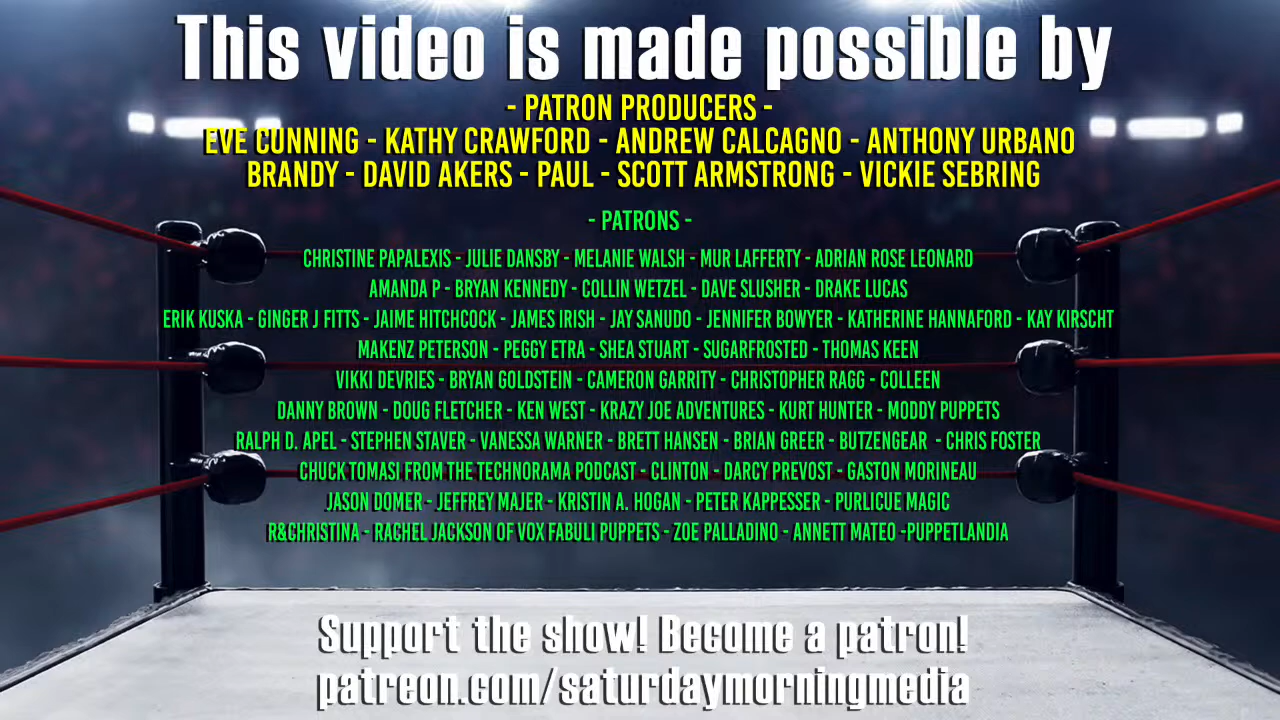 This video is made possible by
- PATRON PRODUCERS -
EVE CUNNING - KATHY CRAWFORD - ANDREW CALCAGNO - ANTHONY URBANO
BRANDY - DAVID AKERS - PAUL - SCOTT ARMSTRONG - VICKIE SEBRING
- PATRONS -
CHRISTINE PAPALEXIS - JULIE DANSBY - MELANIE WALSH - MUR LAFFERTY - ADRIAN ROSE LEONARD
AMANDA P - BRYAN KENNEDY - COLLIN WETZEL - DAVE SLUSHER - DRAKE LUCAS
ERIK KUSKA - GINGER J FITTS - JAIME HITCHCOCK - JAMES IRISH - JAY SANUDO - JENNIFER BOWYER - KATHERINE HANNAFORD - KAY KIRSCHT
MAKENZ PETERSON - PEGGY ETRA - SHEA STUART - SUGARFROSTED - THOMAS KEEN
VIKKI DEVRIES - BRYAN GOLDSTEIN - CAMERON GARRITY - CHRISTOPHER RAGG - COLLEEN
DANNY BROWN - DOUG FLETCHER - KEN WEST - KRAZY JOE ADVENTURES - KURT HUNTER - MODDY PUPPETS
RALPH D. APEL - STEPHEN STAVER - VANESSA WARNER - BRETT HANSEN - BRIAN GREER - BUTZENGEAR - CHRIS FOSTER
CHUCK TOMASI FROM THE TECHNORAMA PODCAST - CLINTON - DARCY PREVOST - GASTON MORINEAU
JASON DOMER - JEFFREY MAJER - KRISTIN A. HOGAN - PETER KAPPESSER - PURLICUE MAGIC
R&CHRISTINA - RACHEL JACKSON OF VOX FABULI PUPPETS - ZOE PALLADINO - ANNETT MATEO -PUPPETLANDIA
Support the show! Become a patron!
patreon.com/saturdaymorningmedia